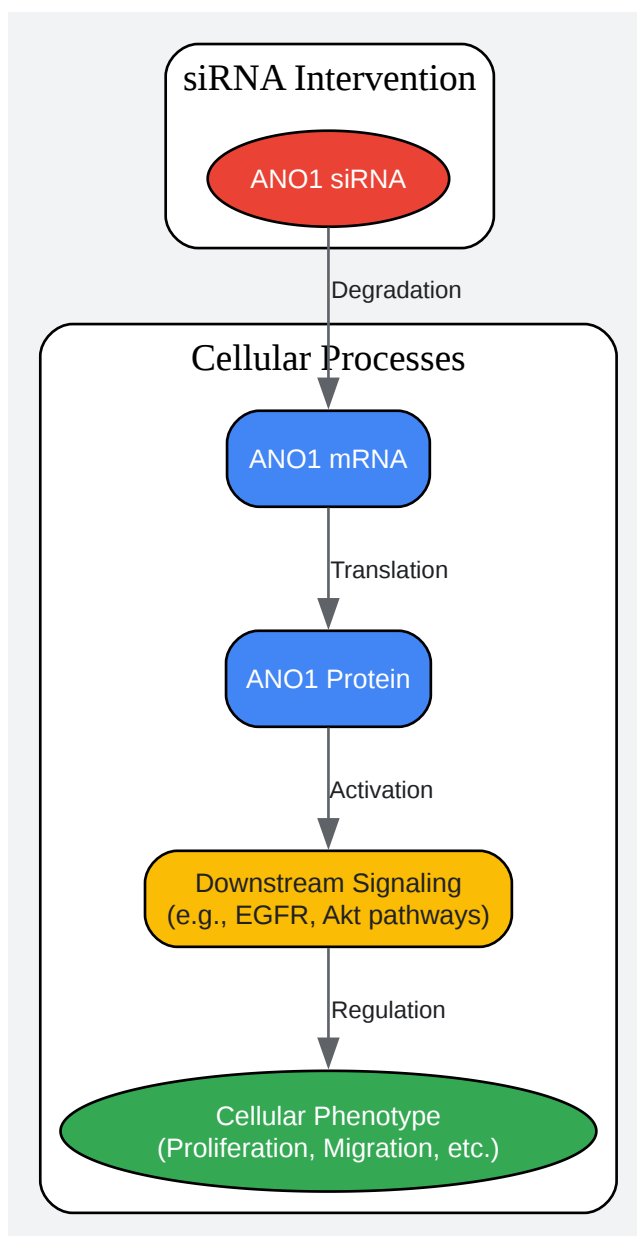 siRNA Intervention
ANO1 siRNA
Degradation
Cellular Processes
ANO1 mRNA
Translation
ANO1 Protein
Activation
Downstream Signaling
(e.g., EGFR, Akt pathways)
Regulation
Cellular Phenotype
(Proliferation, Migration, etc.)